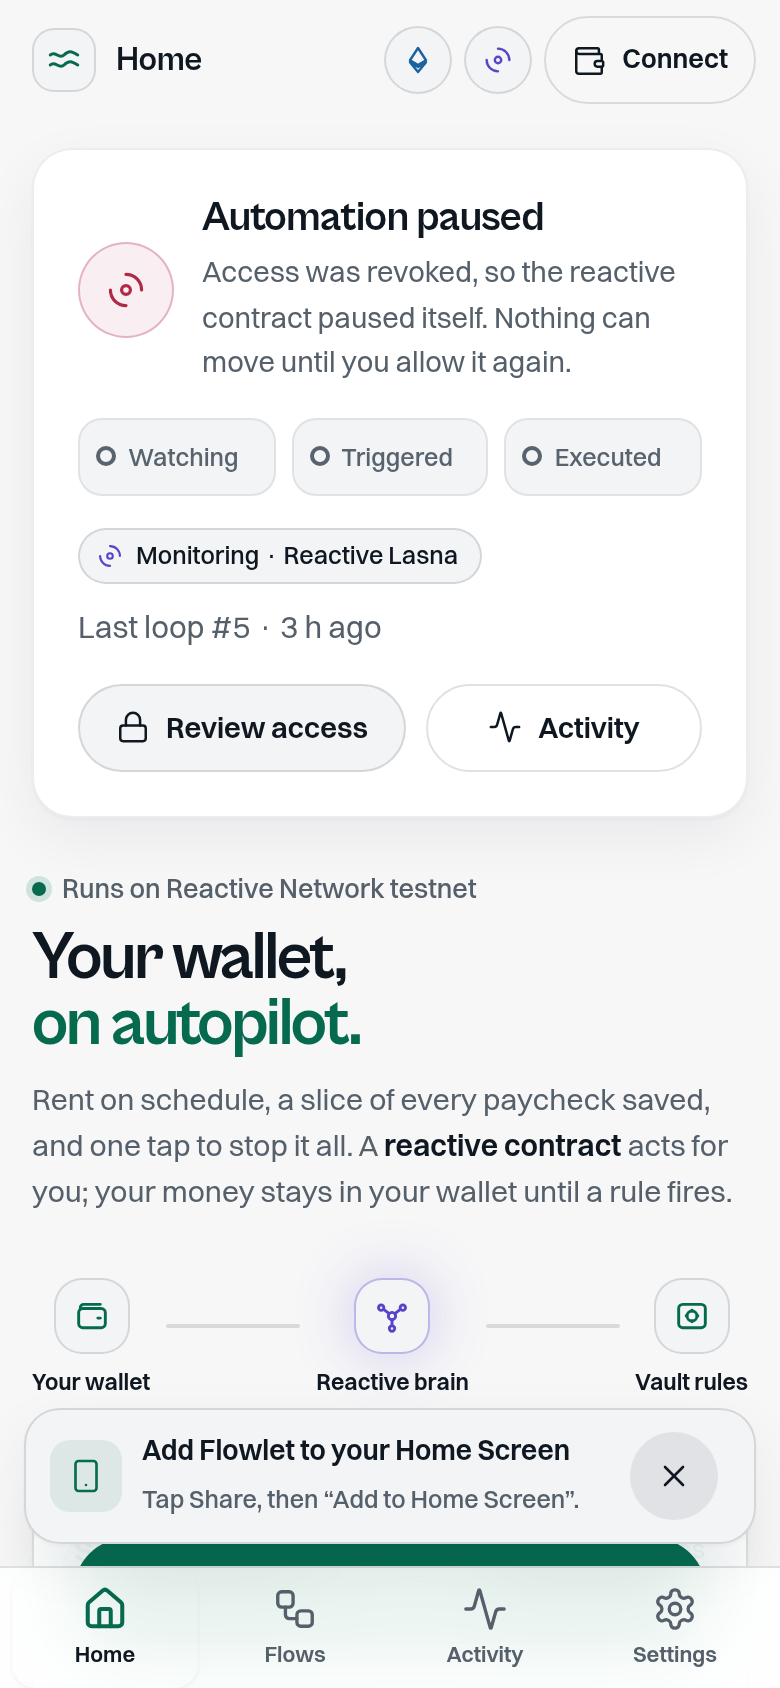 Home
Connect
Automation paused
Access was revoked, so the reactive
contract paused itself. Nothing can
move until you allow it again.
Watching
Triggered
Executed
Monitoring · Reactive Lasna
Last loop #5 · 3 h ago
Review access
Activity
Runs on Reactive Network testnet
Your wallet,
on autopilot.
Rent on schedule, a slice of every paycheck saved,
and one tap to stop it all. A reactive contract acts for
you; your money stays in your wallet until a rule fires.
Your wallet
Reactive brain
Vault rules
Add Flowlet to your Home Screen
Tap Share, then “Add to Home Screen”.
Home
Flows
Activity
Settings